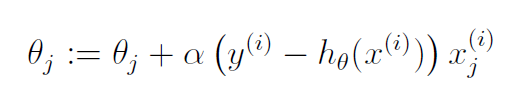 θ_j := θ_j + α (y^{(i)} − h_θ(x^{(i)})) x_j^{(i)}